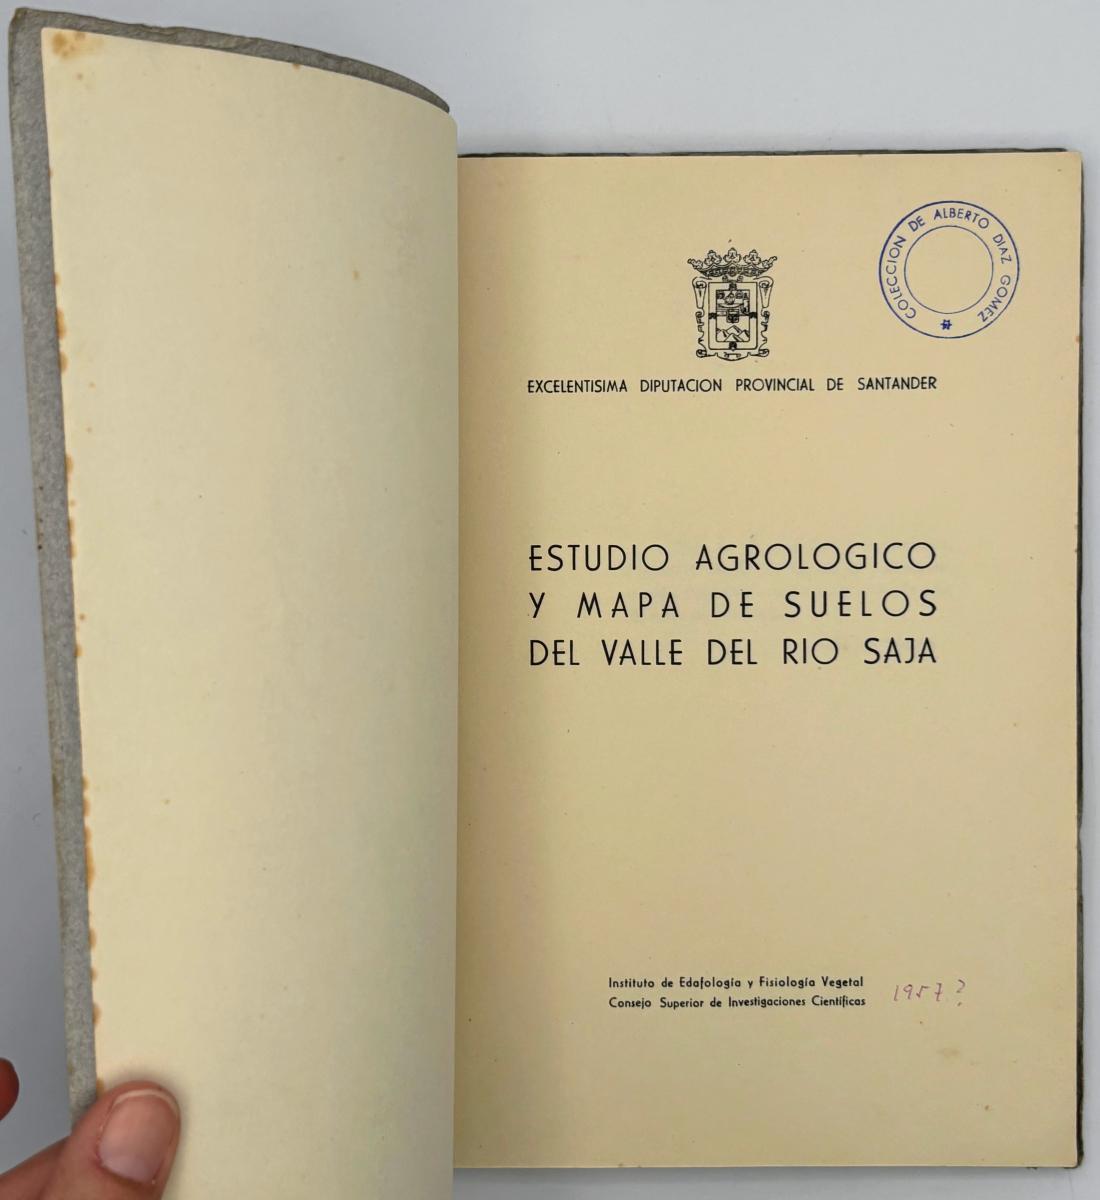 COLECCION DE ALBERTO DIAZ GOMEZ
EXCELENTISIMA DIPUTACION PROVINCIAL DE SANTANDER
ESTUDIO AGROLOGICO
Y MAPA DE SUELOS
DEL VALLE DEL RIO SAJA
Instituto de Edafología y Fisiología Vegetal
Consejo Superior de Investigaciones Científicas
1957?